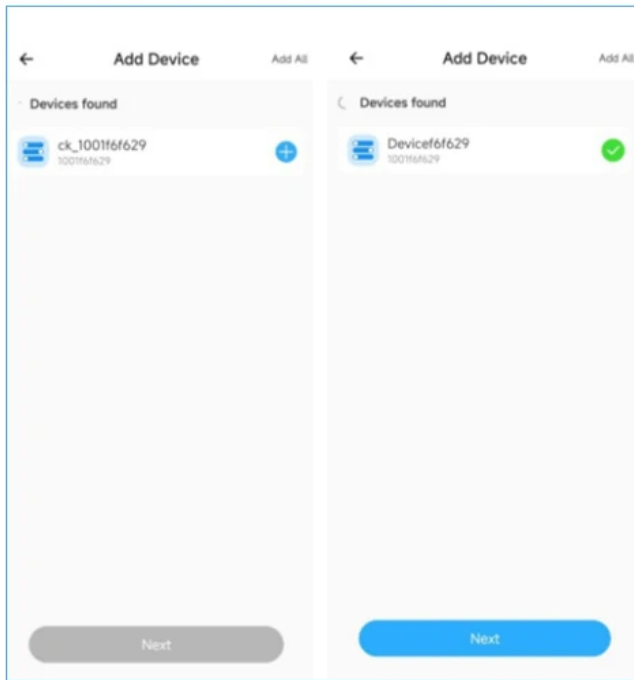 Add Device
Add All
Devices found
ck_1001f6f629
1001f6f629
Next
Add Device
Add All
Devices found
Devicef6f629
1001f6f629
Next